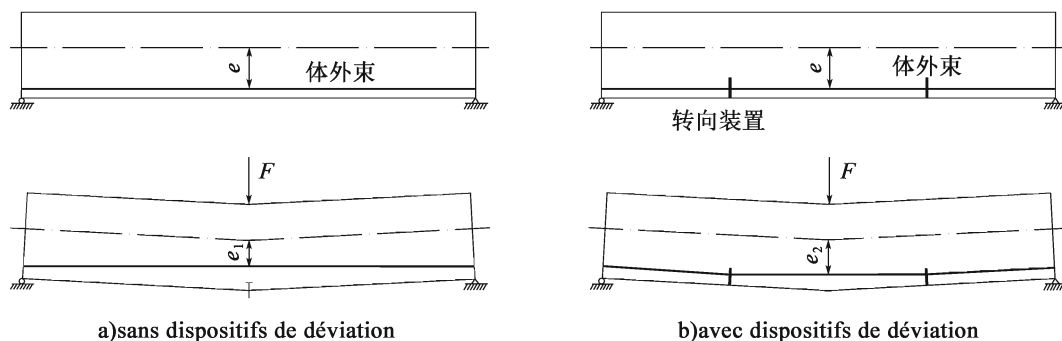 e
体外束
e
体外束
转向装置
F
e₁
F
e₂
a)sans dispositifs de déviation
b)avec dispositifs de déviation